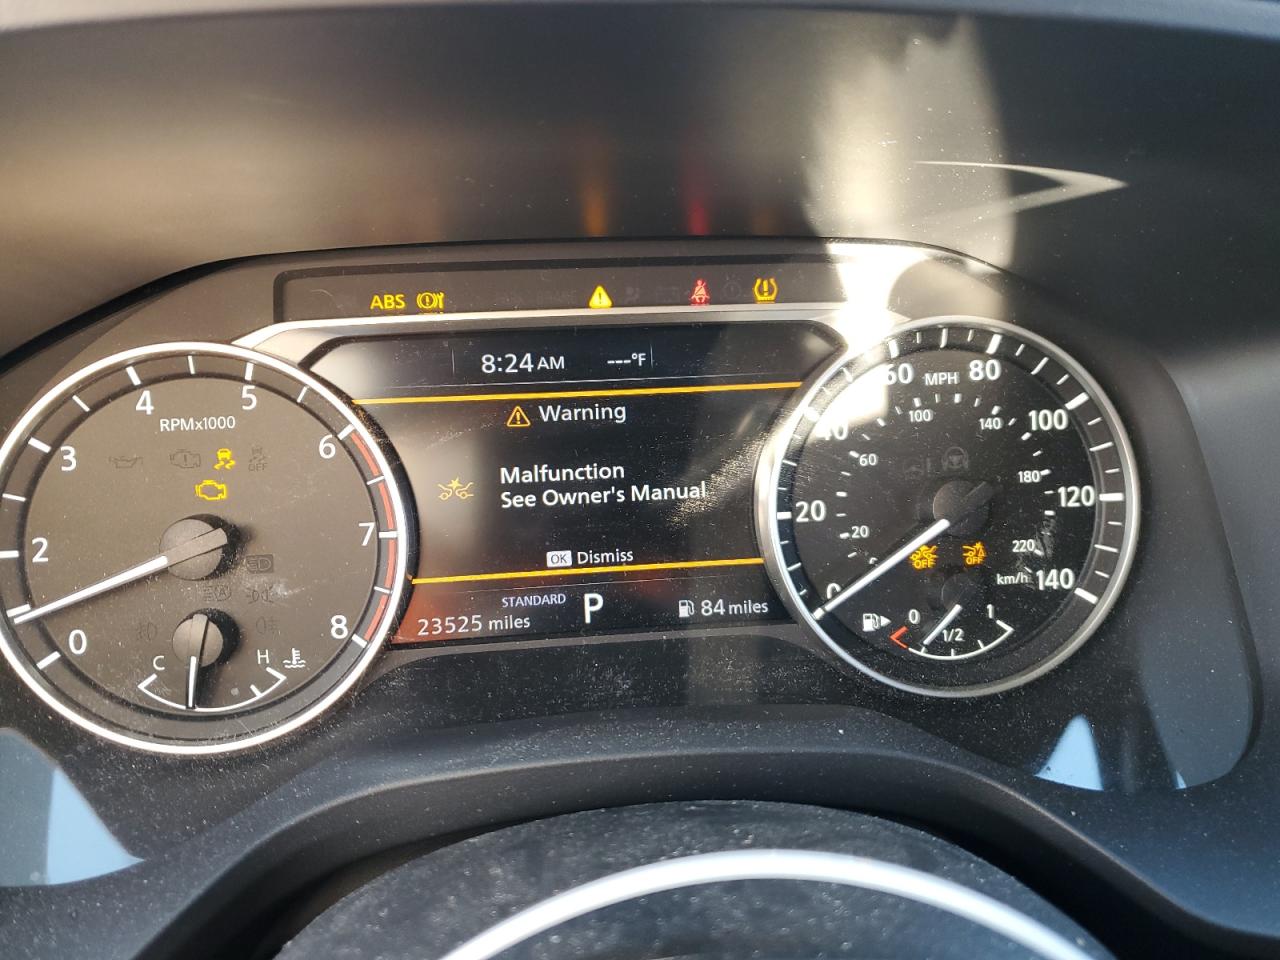 ABS
8:24 AM ---°F
Warning
Malfunction
See Owner's Manual
OK Dismiss
STANDARD P
23525 miles
84 miles
RPMx1000
0
2
3
4
5
6
7
8
OFF
C H
MPH
0
20
40
60
80
100
120
140
20
60
100
140
180
220
km/h
OFF OFF
0 1/2 1